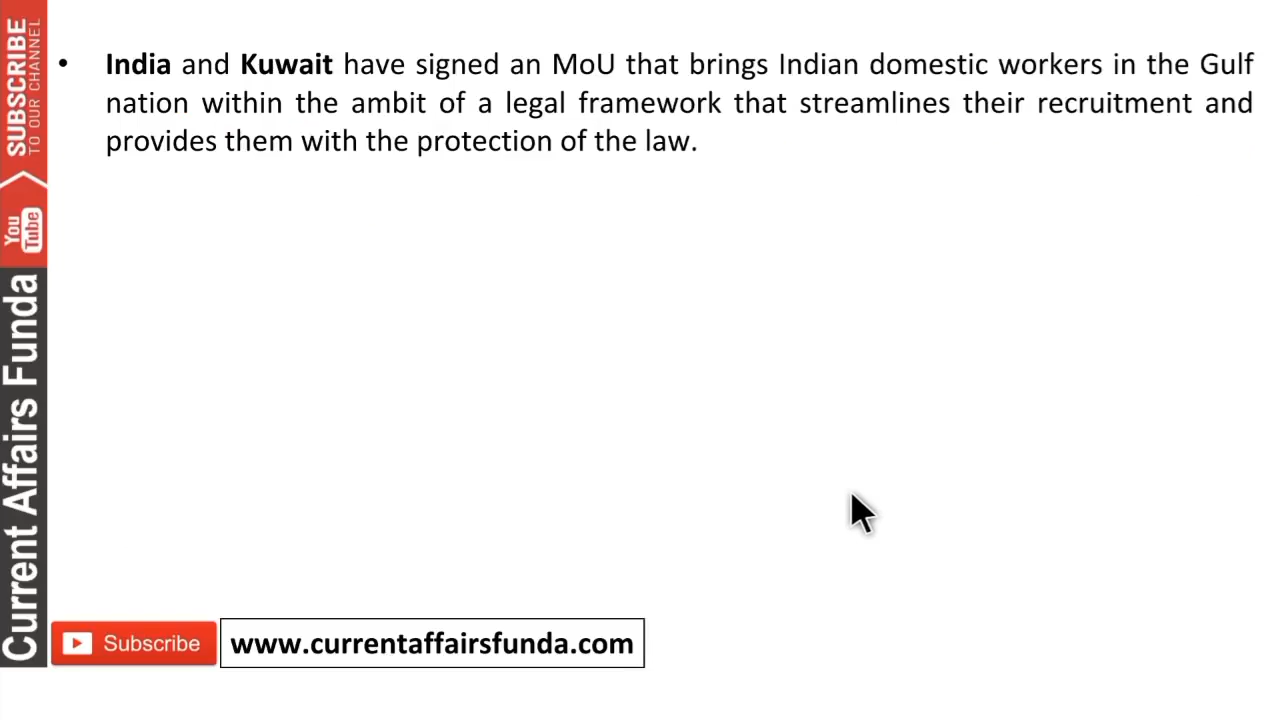 • India and Kuwait have signed an MoU that brings Indian domestic workers in the Gulf
nation within the ambit of a legal framework that streamlines their recruitment and
provides them with the protection of the law.
SUBSCRIBE
TO OUR CHANNEL
You
Tube
Current Affairs Funda
Subscribe
www.currentaffairsfunda.com